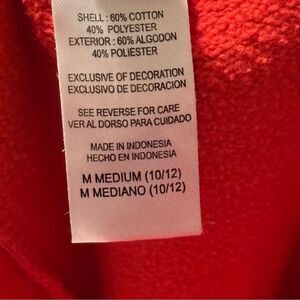 SHELL : 60% COTTON
40% POLYESTER
EXTERIOR : 60% ALGODON
40% POLIESTER
EXCLUSIVE OF DECORATION
EXCLUSIVO DE DECORACION
SEE REVERSE FOR CARE
VER AL DORSO PARA CUIDADO
MADE IN INDONESIA
HECHO EN INDONESIA
M MEDIUM (10/12)
M MEDIANO (10/12)